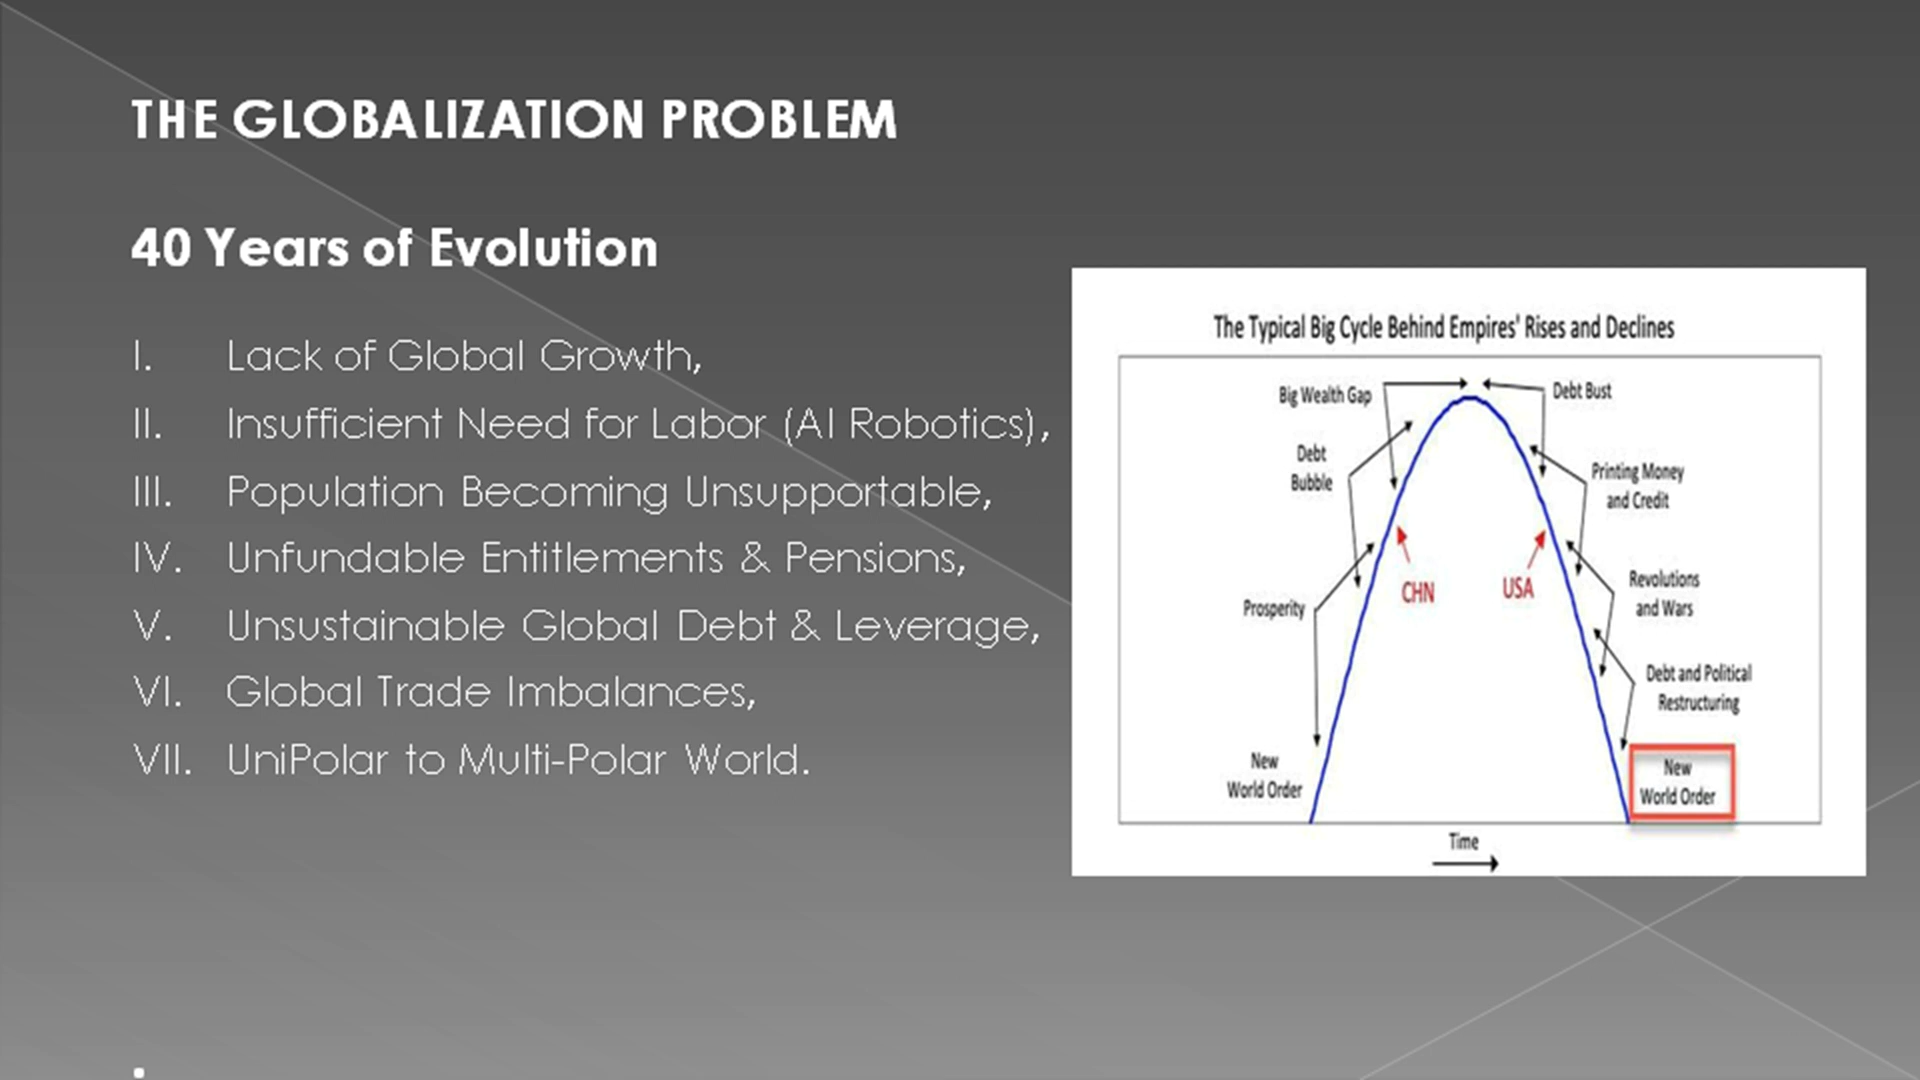 THE GLOBALIZATION PROBLEM
40 Years of Evolution
I. Lack of Global Growth,
II. Insufficient Need for Labor (AI Robotics),
III. Population Becoming Unsupportable,
IV. Unfundable Entitlements & Pensions,
V. Unsustainable Global Debt & Leverage,
VI. Global Trade Imbalances,
VII. UniPolar to Multi-Polar World.
The Typical Big Cycle Behind Empires' Rises and Declines
Big Wealth Gap
Debt Bust
Debt
Bubble
Printing Money
and Credit
CHN
USA
Prosperity
Revolutions
and Wars
Debt and Political
Restructuring
New
World Order
New
World Order
Time